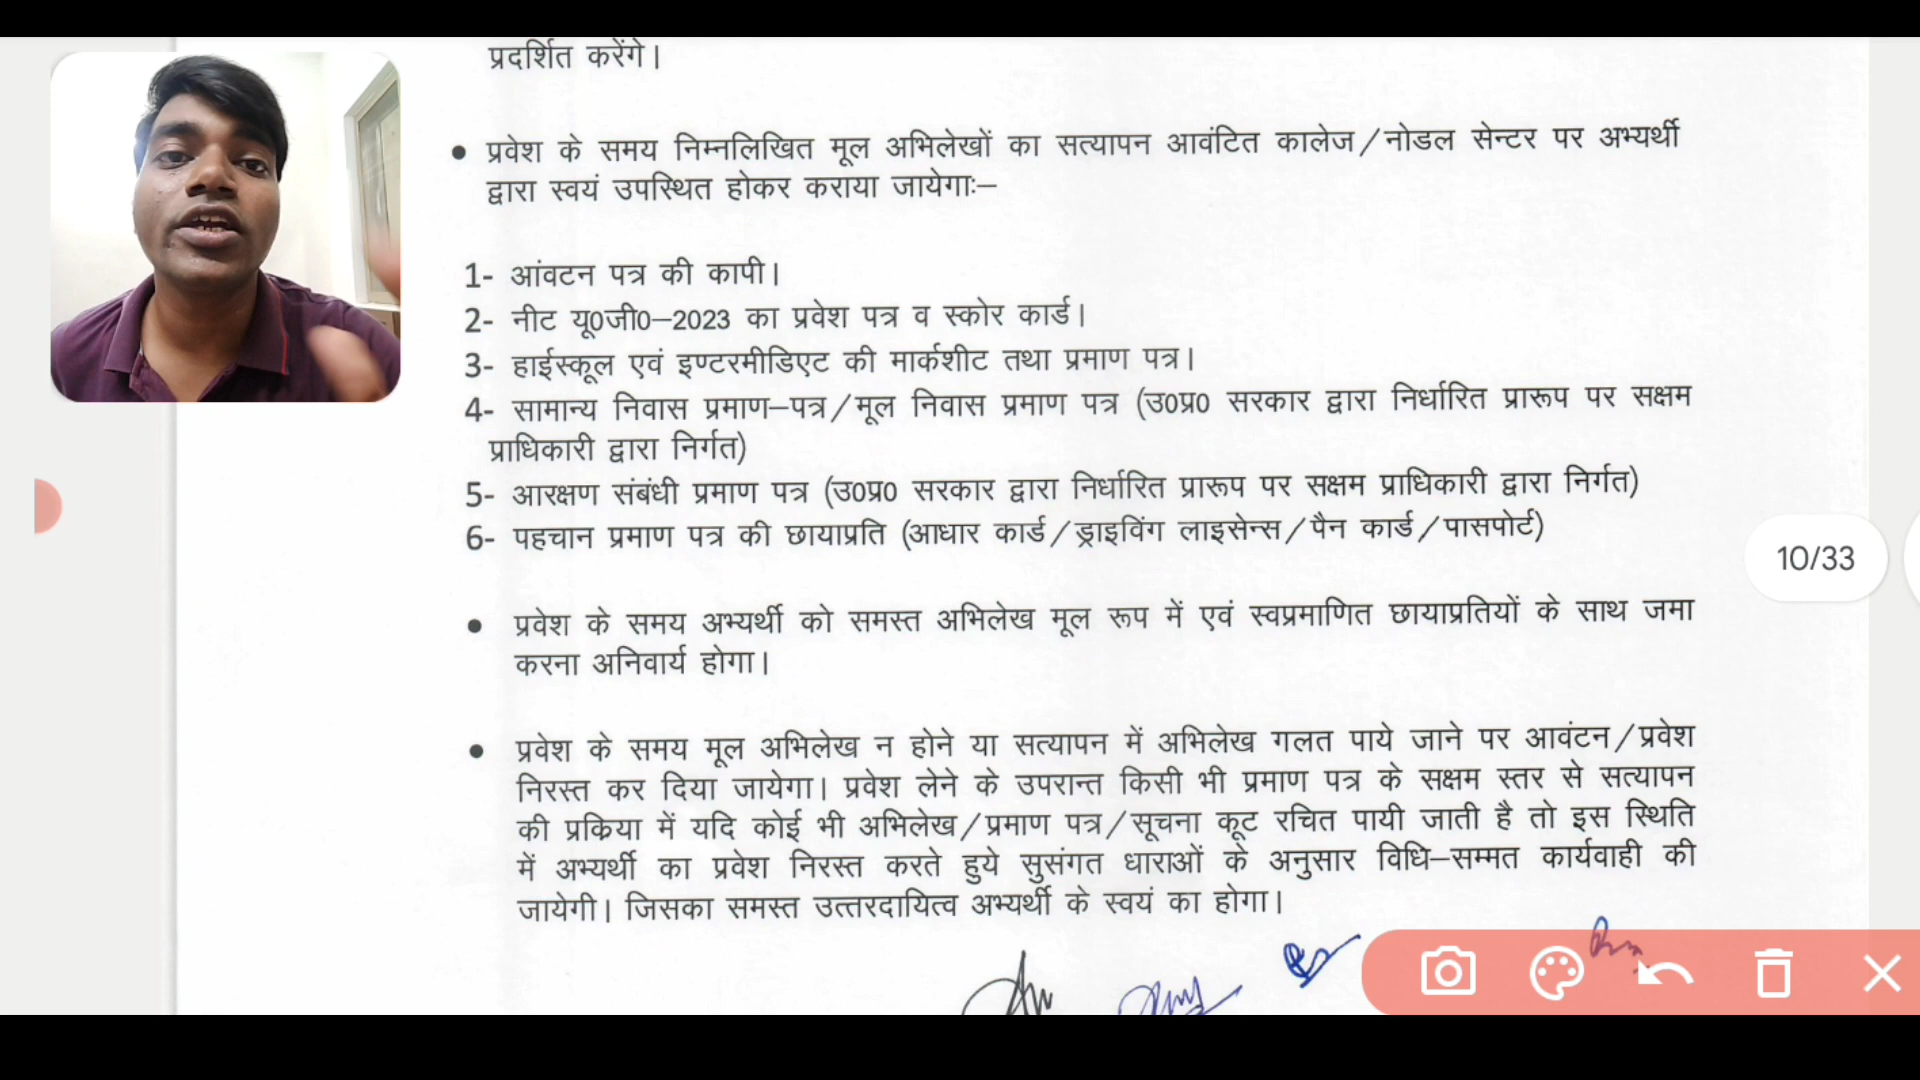 प्रदर्शित करेंगे।
• प्रवेश के समय निम्नलिखित मूल अभिलेखों का सत्यापन आवंटित कालेज/नोडल सेन्टर पर अभ्यर्थी
द्वारा स्वयं उपस्थित होकर कराया जायेगाः–
1- आंवटन पत्र की कापी।
2- नीट यू0जी0–2023 का प्रवेश पत्र व स्कोर कार्ड।
3- हाईस्कूल एवं इण्टरमीडिएट की मार्कशीट तथा प्रमाण पत्र।
4- सामान्य निवास प्रमाण–पत्र/मूल निवास प्रमाण पत्र (उ0प्र0 सरकार द्वारा निर्धारित प्रारूप पर सक्षम
प्राधिकारी द्वारा निर्गत)
5- आरक्षण संबंधी प्रमाण पत्र (उ0प्र0 सरकार द्वारा निर्धारित प्रारूप पर सक्षम प्राधिकारी द्वारा निर्गत)
6- पहचान प्रमाण पत्र की छायाप्रति (आधार कार्ड/ड्राइविंग लाइसेन्स/पैन कार्ड/पासपोर्ट)
10/33
• प्रवेश के समय अभ्यर्थी को समस्त अभिलेख मूल रूप में एवं स्वप्रमाणित छायाप्रतियों के साथ जमा
करना अनिवार्य होगा।
• प्रवेश के समय मूल अभिलेख न होने या सत्यापन में अभिलेख गलत पाये जाने पर आवंटन/प्रवेश
निरस्त कर दिया जायेगा। प्रवेश लेने के उपरान्त किसी भी प्रमाण पत्र के सक्षम स्तर से सत्यापन
की प्रक्रिया में यदि कोई भी अभिलेख/प्रमाण पत्र/सूचना कूट रचित पायी जाती है तो इस स्थिति
में अभ्यर्थी का प्रवेश निरस्त करते हुये सुसंगत धाराओं के अनुसार विधि–सम्मत कार्यवाही की
जायेगी। जिसका समस्त उत्तरदायित्व अभ्यर्थी के स्वयं का होगा।